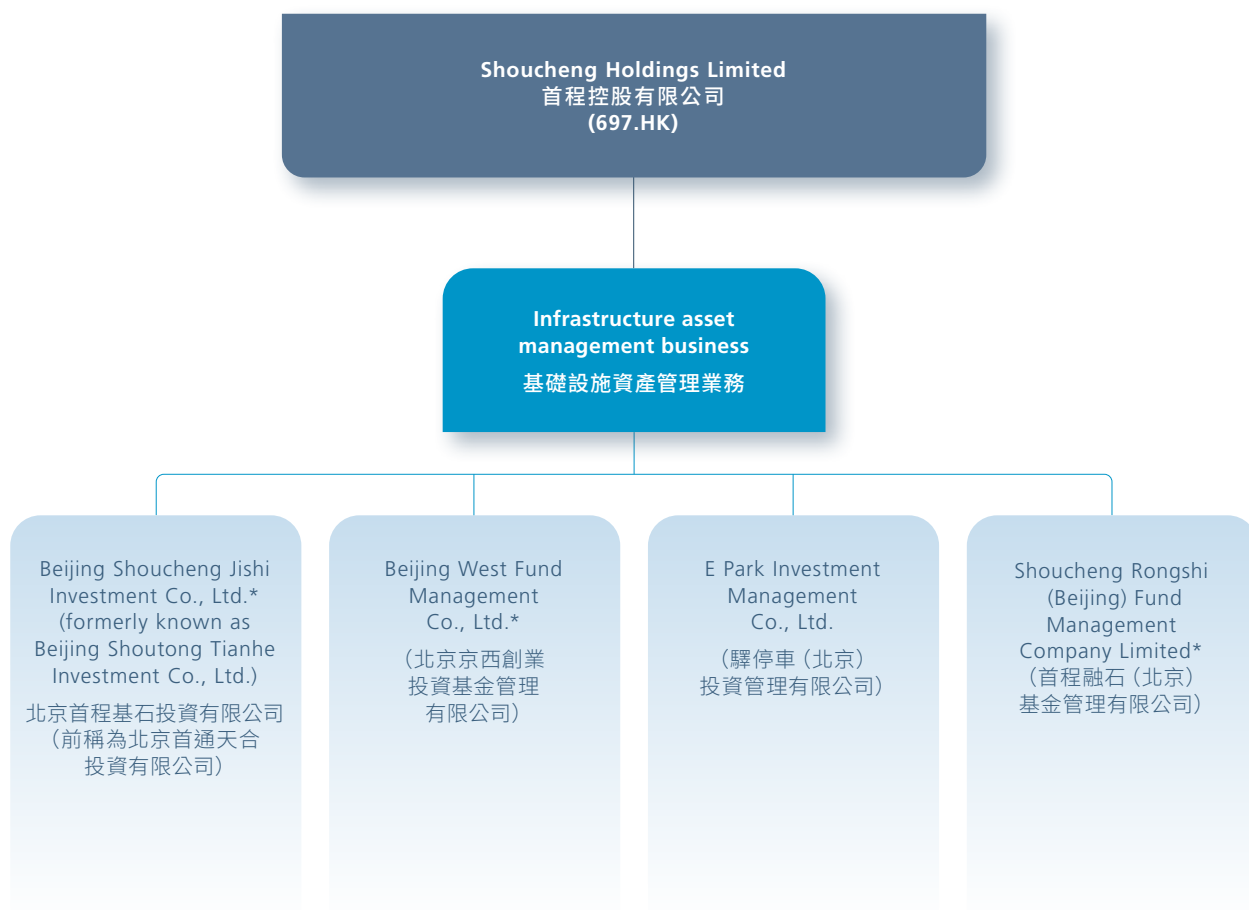 Shoucheng Holdings Limited
首程控股有限公司
(697.HK)
Infrastructure asset
management business
基礎設施資產管理業務
Beijing Shoucheng Jishi
Investment Co., Ltd.*
(formerly known as
Beijing Shoutong Tianhe
Investment Co., Ltd.)
北京首程基石投資有限公司
（前稱為北京首通天合
投資有限公司）
Beijing West Fund
Management
Co., Ltd.*
（北京京西創業
投資基金管理
有限公司）
E Park Investment
Management
Co., Ltd.
（驛停車（北京）
投資管理有限公司）
Shoucheng Rongshi
(Beijing) Fund
Management
Company Limited*
（首程融石（北京）
基金管理有限公司）